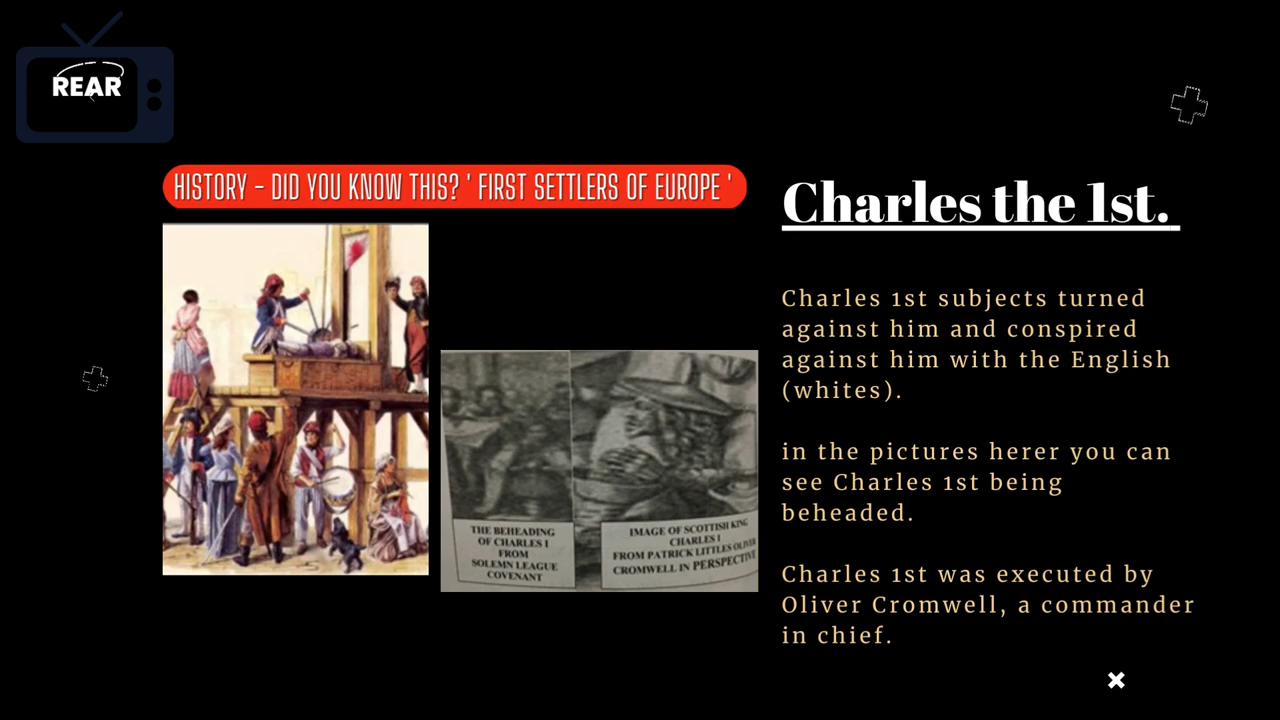 REAR
HISTORY - DID YOU KNOW THIS? ' FIRST SETTLERS OF EUROPE '
Charles the 1st.
Charles 1st subjects turned
against him and conspired
against him with the English
(whites).
in the pictures herer you can
see Charles 1st being
beheaded.
Charles 1st was executed by
Oliver Cromwell, a commander
in chief.
THE BEHEADING
OF CHARLES I
FROM
SOLEMN LEAGUE
COVENANT
IMAGE OF SCOTTISH KING
CHARLES I
FROM PATRICK LITTLES OLIVER
CROMWELL IN PERSPECTIVE